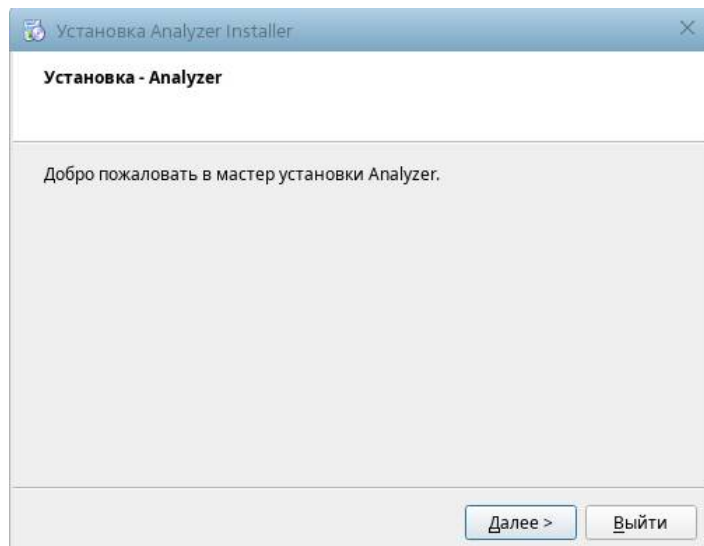 Установка Analyzer Installer
Установка - Analyzer
Добро пожаловать в мастер установки Analyzer.
Далее >
Выйти